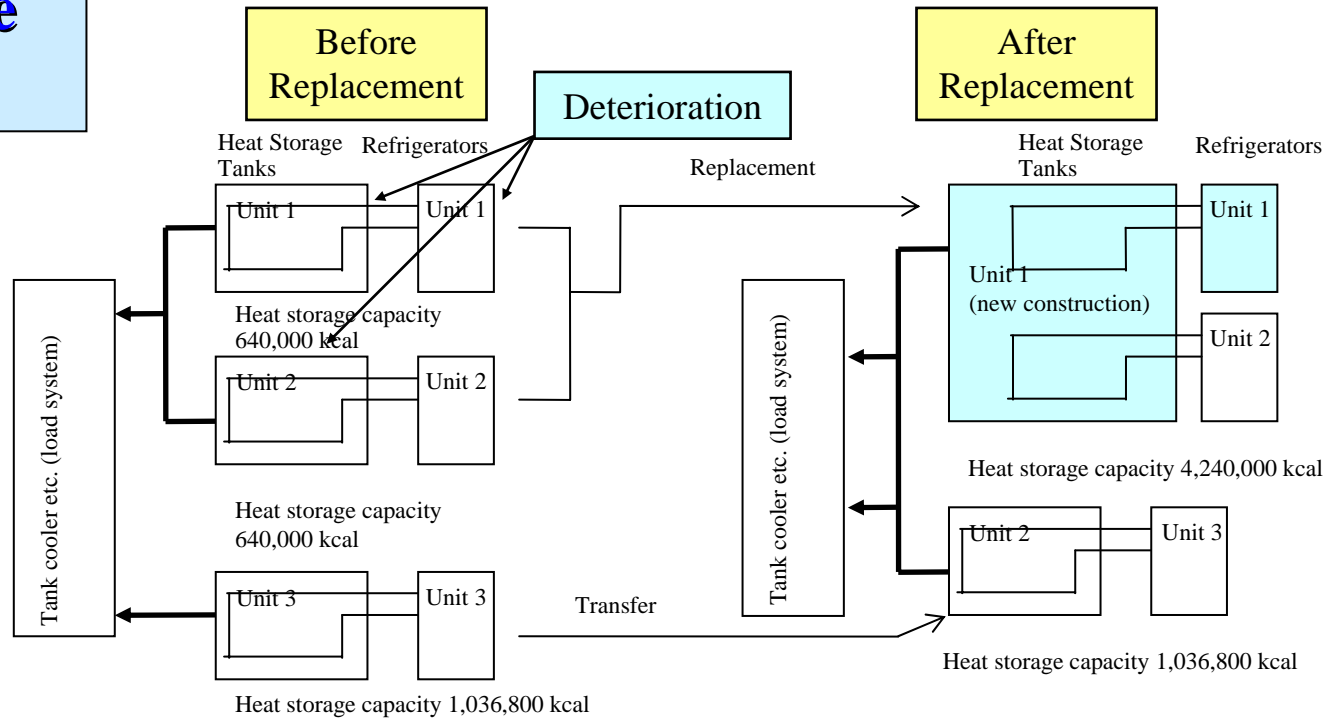 Before
Replacement
After
Replacement
Deterioration
Heat Storage
Tanks
Refrigerators
Unit 1
Unit 1
Heat storage capacity
640,000 kcal
Unit 2
Unit 2
Heat storage capacity
640,000 kcal
Unit 3
Unit 3
Heat storage capacity 1,036,800 kcal
Tank cooler etc. (load system)
Replacement
Transfer
Heat Storage
Tanks
Refrigerators
Unit 1
Unit 1
(new construction)
Unit 2
Heat storage capacity 4,240,000 kcal
Unit 2
Unit 3
Heat storage capacity 1,036,800 kcal
Tank cooler etc. (load system)